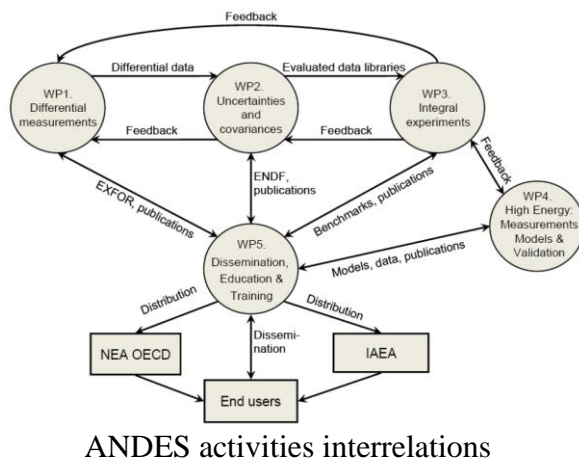 Feedback
Differential data
Evaluated data libraries
WP1.
Differential
measurements
WP2.
Uncertainties
and
covariances
WP3.
Integral
experiments
Feedback
Feedback
Feedback
EXFOR, publications
ENDF,
publications
Benchmarks, publications
WP4.
High Energy:
Measurements
Models &
Validation
WP5.
Dissemination,
Education &
Training
Models, data, publications
Distribution
Distribution
Dissemi-
nation
NEA OECD
IAEA
End users
ANDES activities interrelations